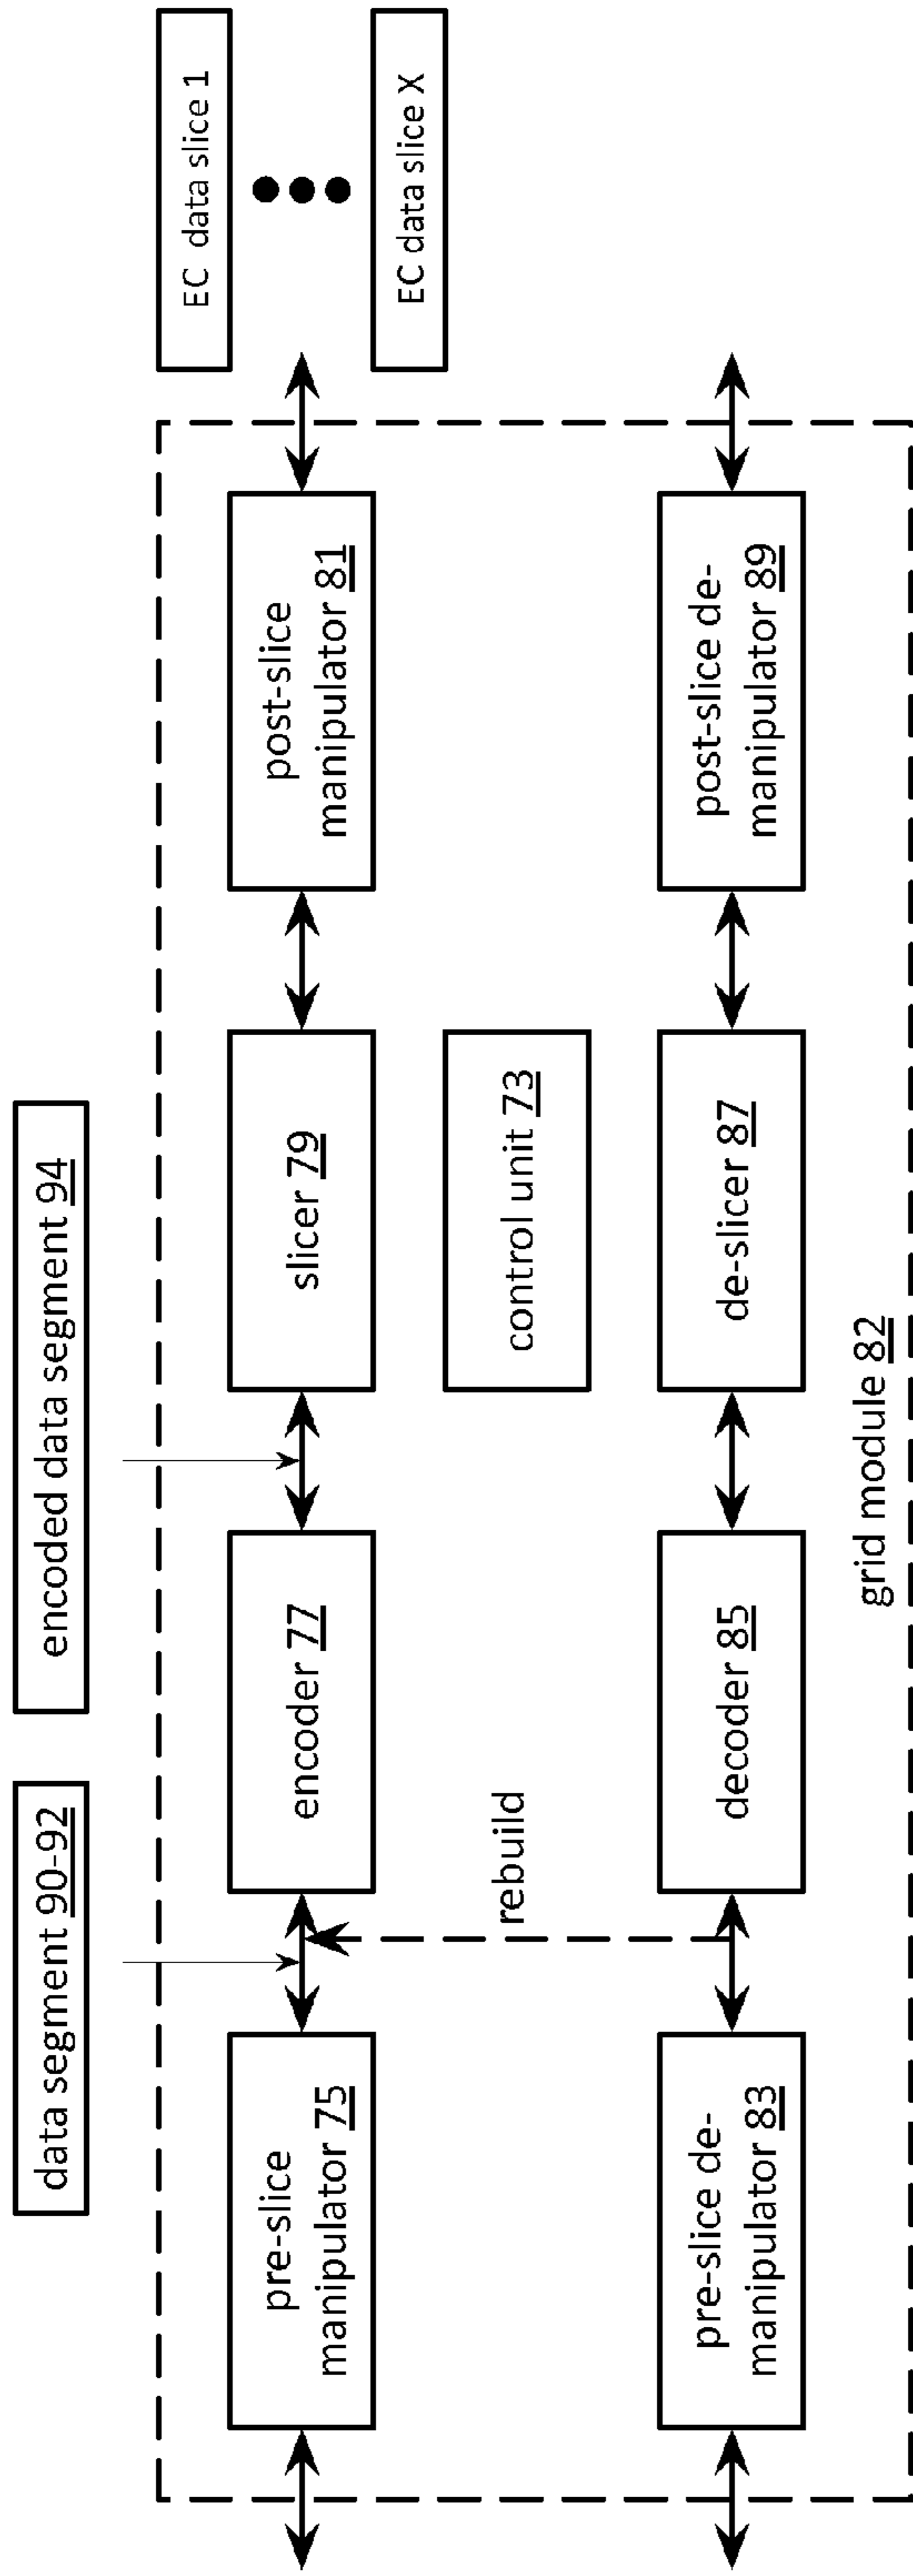 data segment 90-92
encoded data segment 94
EC data slice 1
EC data slice X
pre-slice
manipulator 75
encoder 77
slicer 79
post-slice
manipulator 81
rebuild
control unit 73
pre-slice de-
manipulator 83
decoder 85
de-slicer 87
post-slice de-
manipulator 89
grid module 82